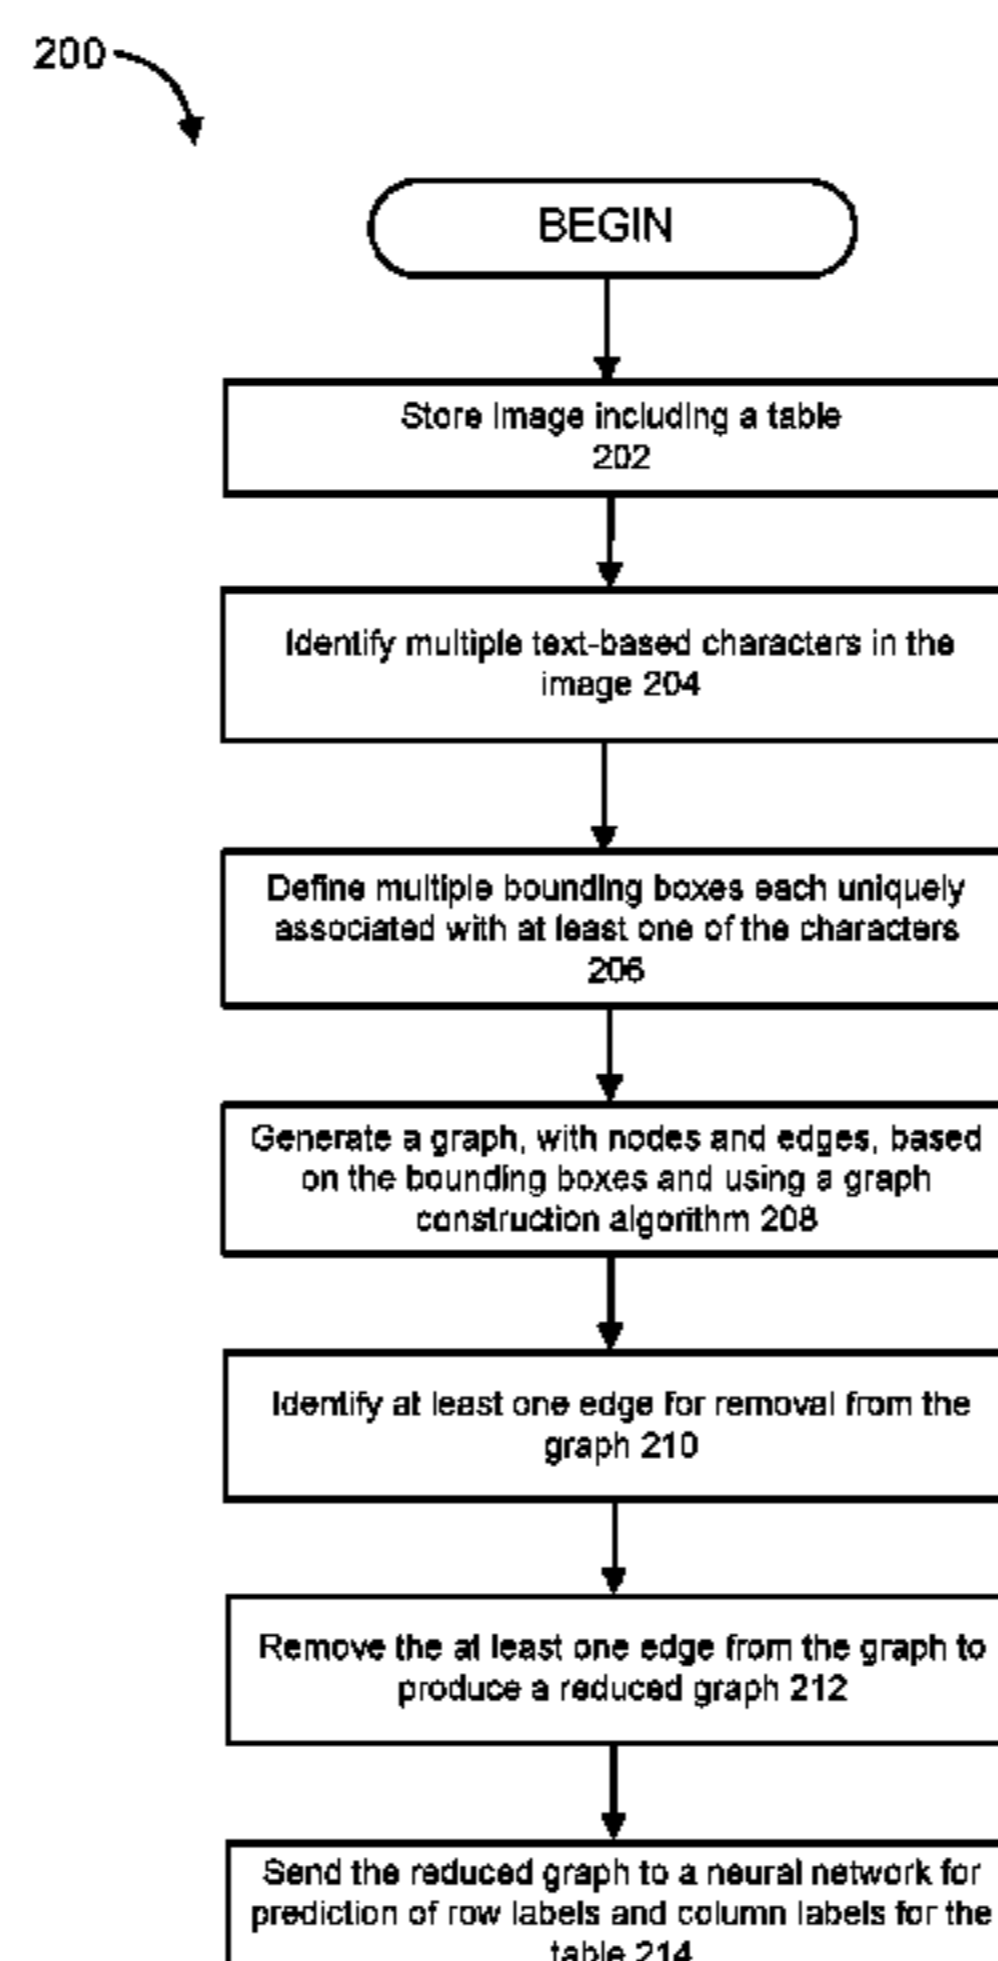 200
BEGIN
Store image including a table
202
Identify multiple text-based characters in the
image 204
Define multiple bounding boxes each uniquely
associated with at least one of the characters
206
Generate a graph, with nodes and edges, based
on the bounding boxes and using a graph
construction algorithm 208
Identify at least one edge for removal from the
graph 210
Remove the at least one edge from the graph to
produce a reduced graph 212
Send the reduced graph to a neural network for
prediction of row labels and column labels for the
table 214